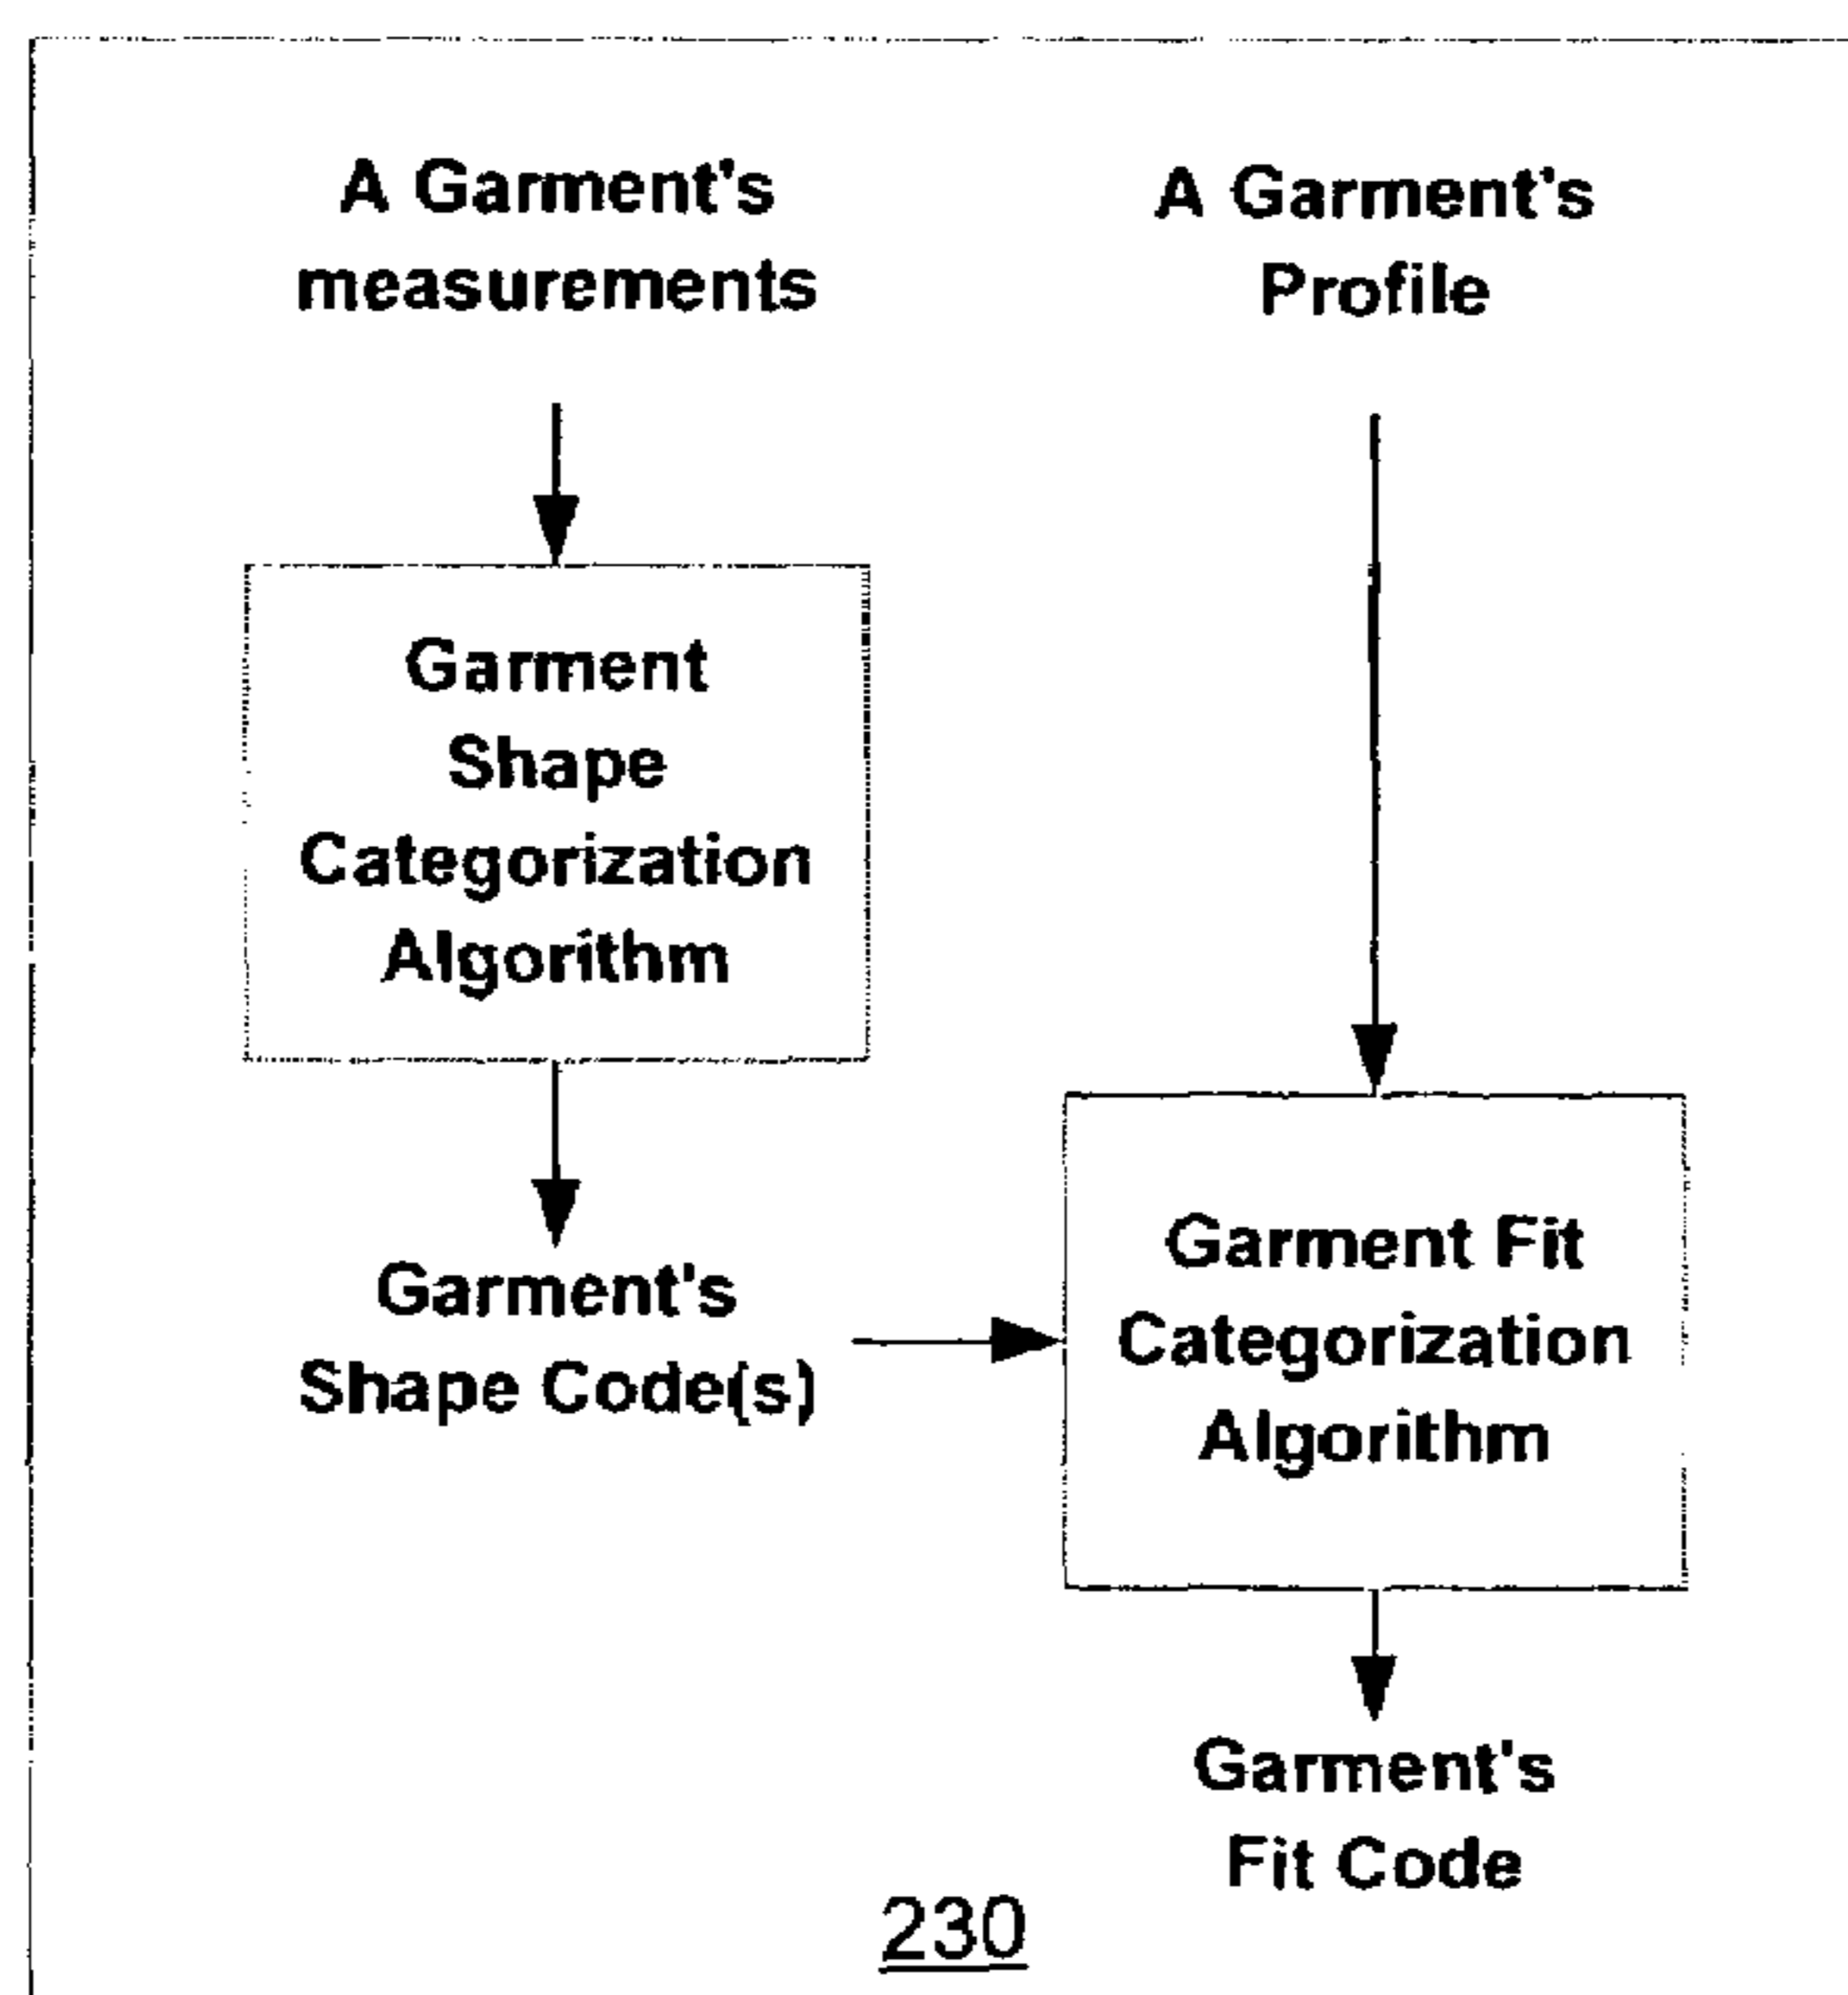 A Garment's
measurements
A Garment's
Profile
Garment
Shape
Categorization
Algorithm
Garment's
Shape Code(s)
Garment Fit
Categorization
Algorithm
Garment's
Fit Code
230